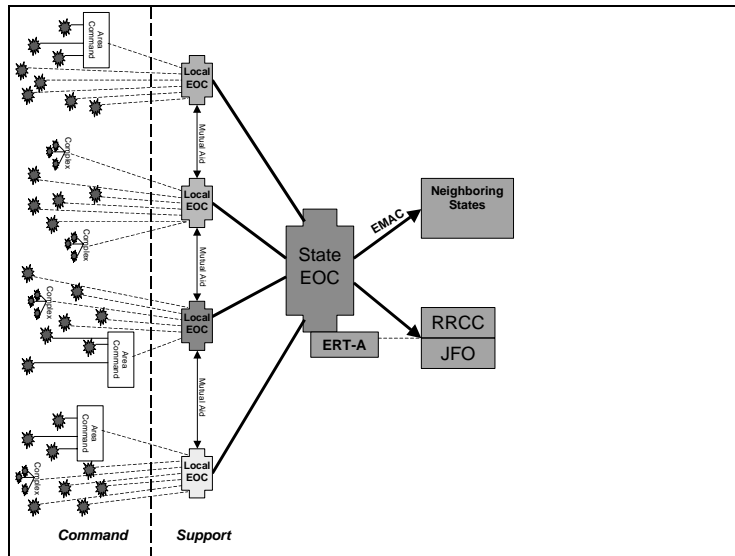 Area
Command
Local
EOC
Mutual Aid
Complex
Local
EOC
Complex
Mutual Aid
State
EOC
EMAC
Neighboring
States
Complex
Local
EOC
Area
Command
Mutual Aid
ERT-A
RRCC
JFO
Area
Command
Local
EOC
Complex
Command
Support